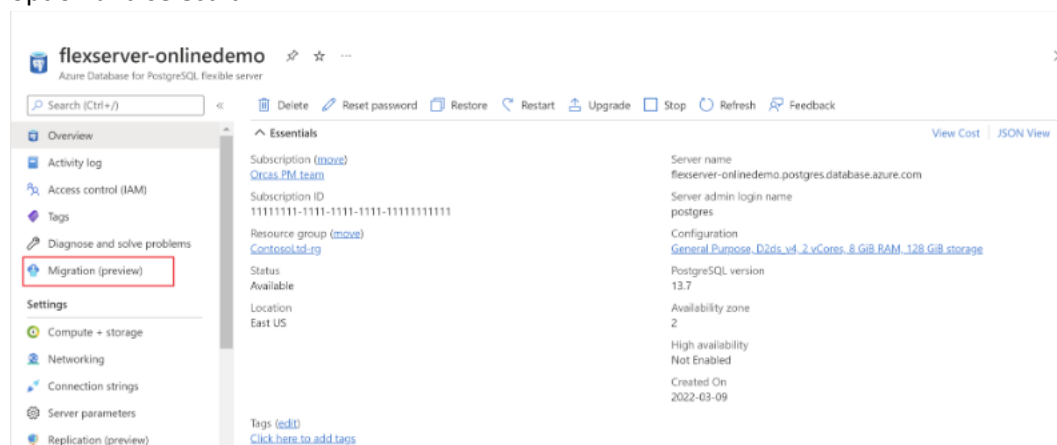 flexserver-onlinedemo
Azure Database for PostgreSQL flexible server
Search (Ctrl+/)
Delete Reset password Restore Restart Upgrade Stop Refresh Feedback
Overview
Activity log
Access control (IAM)
Tags
Diagnose and solve problems
Migration (preview)
Settings
Compute + storage
Networking
Connection strings
Server parameters
Replication (preview)
Essentials
View Cost | JSON View
Subscription (move)
Orcas PM team
Subscription ID
11111111-1111-1111-1111-11111111111
Resource group (move)
ContosoLtd-rg
Status
Available
Location
East US
Server name
flexserver-onlinedemo.postgres.database.azure.com
Server admin login name
postgres
Configuration
General Purpose, D2ds_v4, 2 vCores, 8 GiB RAM, 128 GiB storage
PostgreSQL version
13.7
Availability zone
2
High availability
Not Enabled
Created On
2022-03-09
Tags (edit)
Click here to add tags